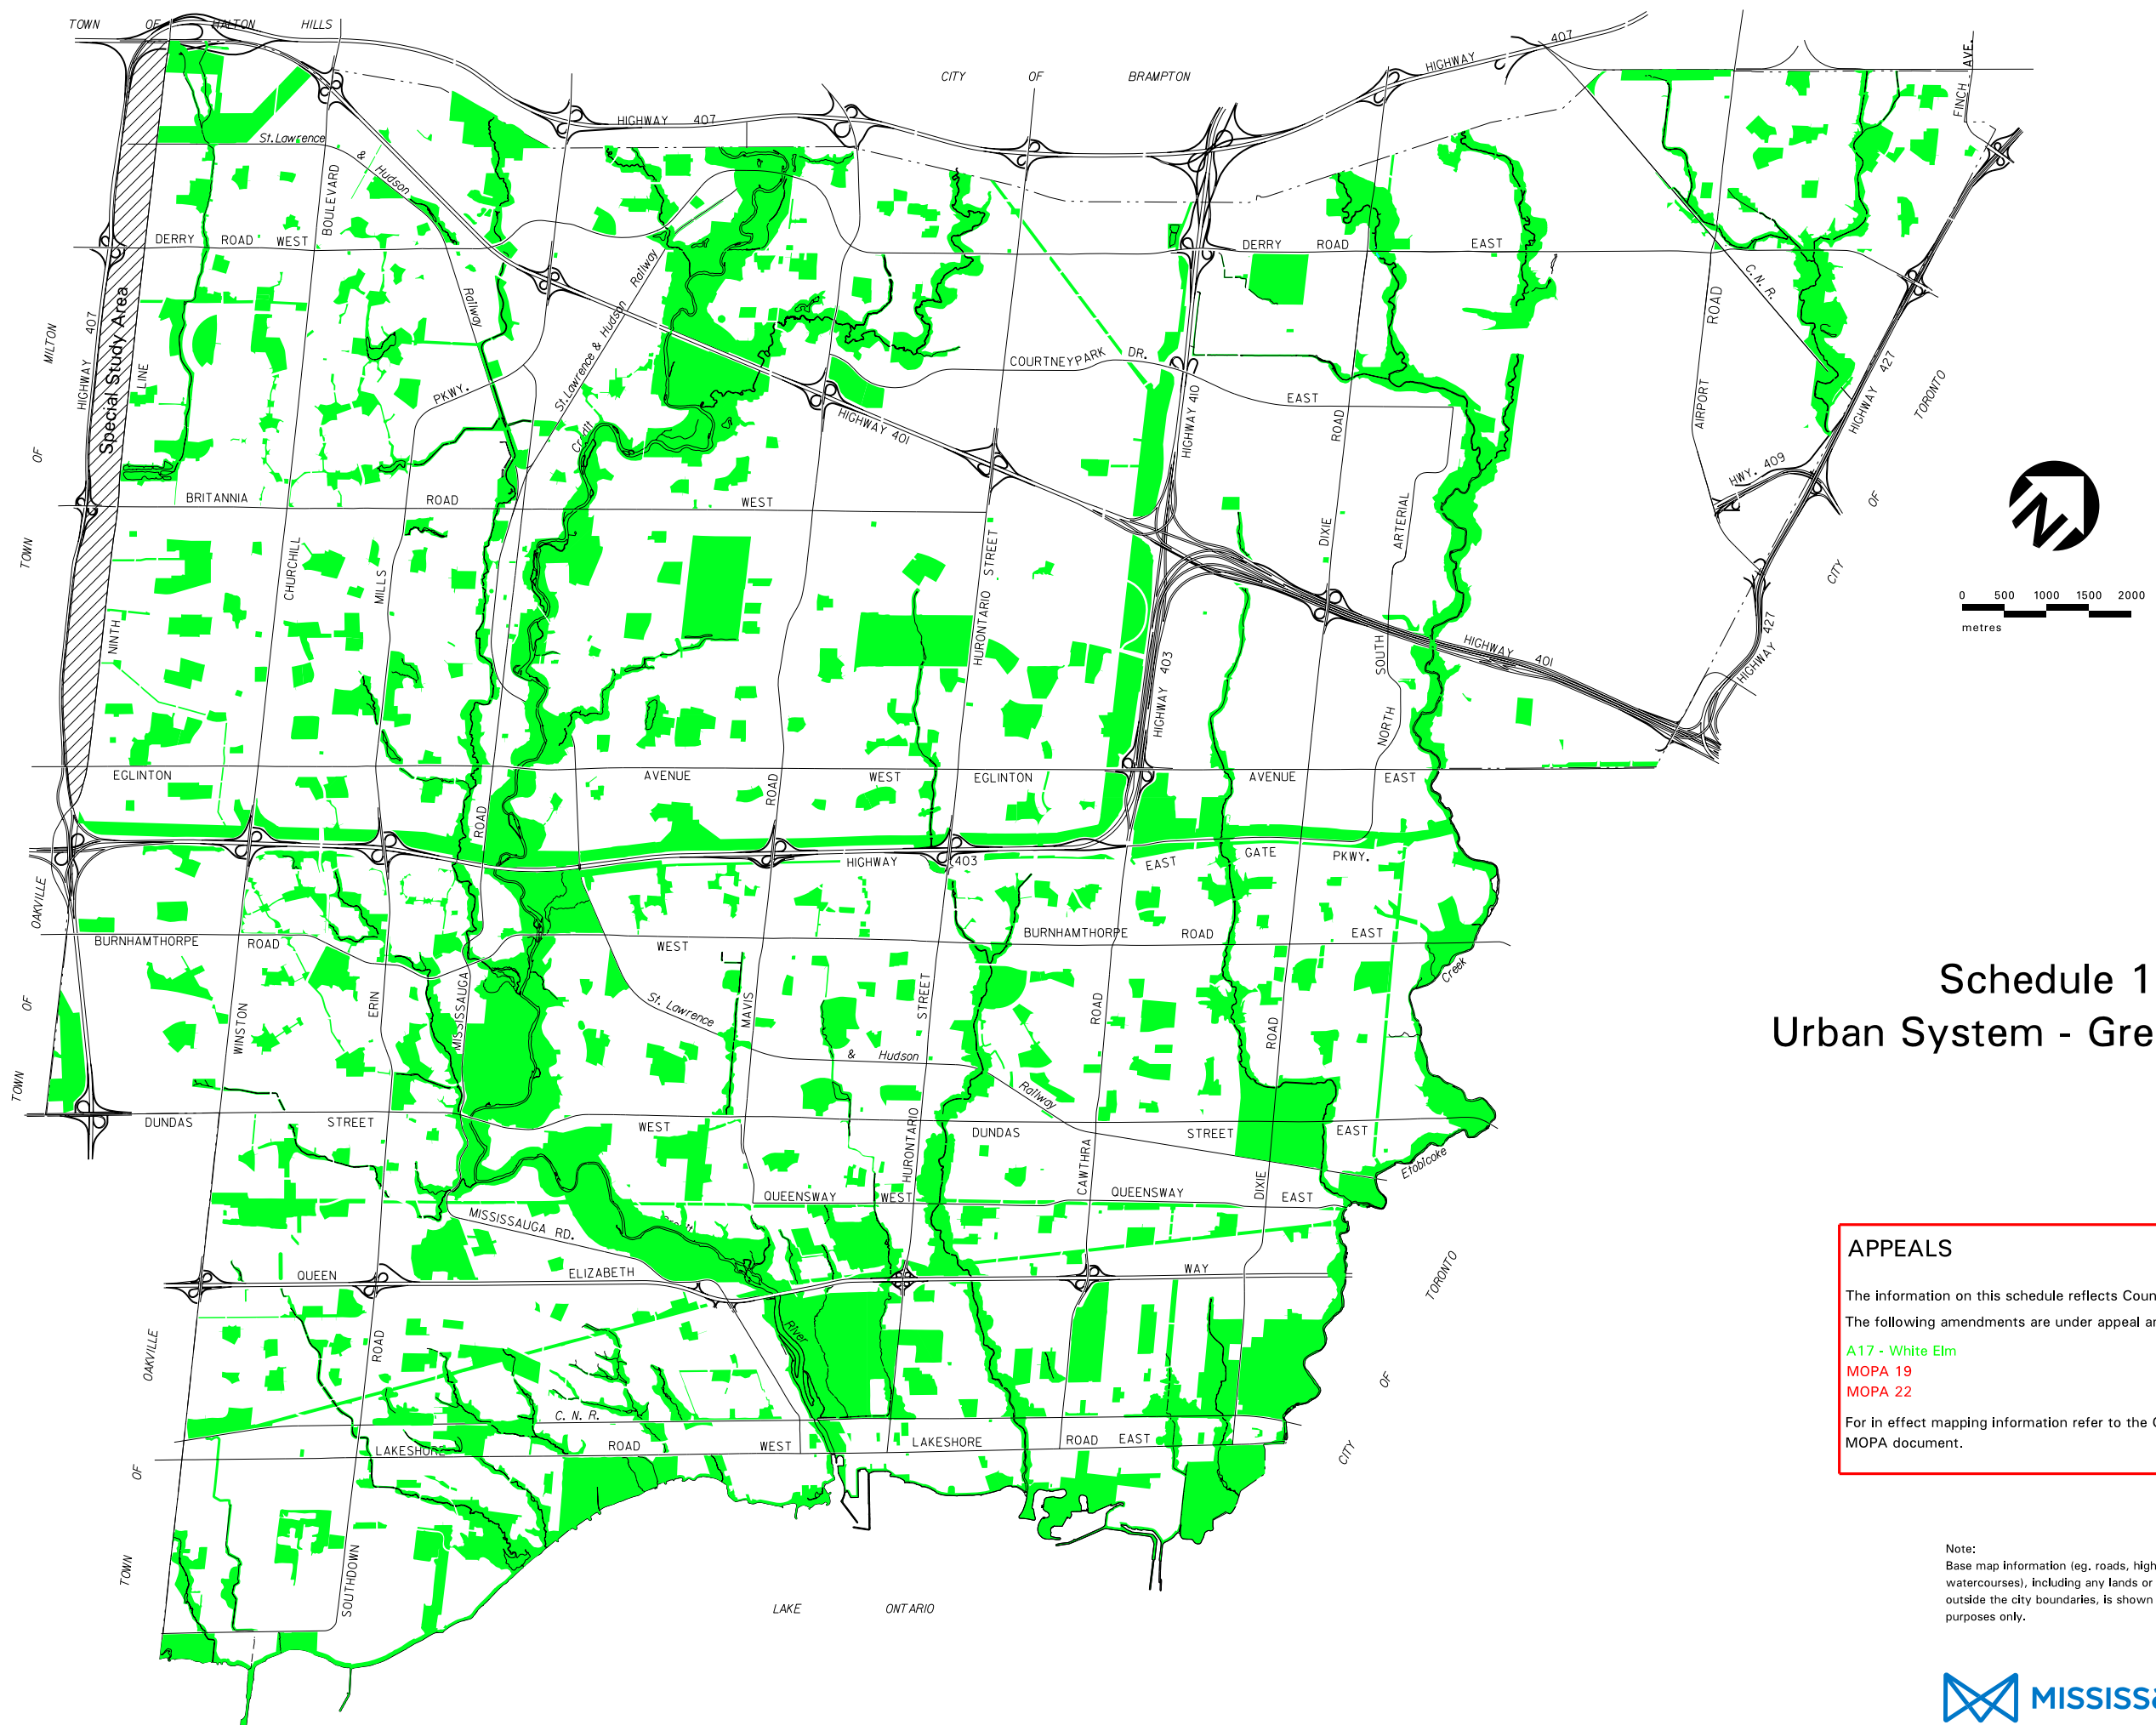 TOWN OF HALTON HILLS
CITY OF BRAMPTON
HIGHWAY 407
FINCH AVE.
HIGHWAY 407
St.Lawrence & Hudson Railway
BOULEVARD
DERRY ROAD WEST
DERRY ROAD EAST
C. N. R.
ROAD
AIRPORT
MILTON
HIGHWAY 407
Special Study Area
LINE
PKWY.
St.Lawrence & Hudson Railway
Credit
COURTNEYPARK DR.
EAST
HIGHWAY 401
HIGHWAY 410
ROAD
DIXIE
HIGHWAY 427
TORONTO
OF
HWY. 409
OF
CITY
BRITANNIA ROAD WEST
TOWN
CHURCHILL
MILLS
STREET
HURONTARIO
ARTERIAL
SOUTH
NORTH
0 500 1000 1500 2000
metres
N
NINTH
HIGHWAY 403
HIGHWAY 401
HIGHWAY 427
EGLINTON AVENUE WEST
EGLINTON AVENUE EAST
ROAD
ROAD
HIGHWAY 403
EAST GATE PKWY.
OAKVILLE
OF
TOWN
BURNHAMTHORPE ROAD WEST
BURNHAMTHORPE ROAD EAST
Creek
WINSTON
ERIN
MISSISSAUGA
MAVIS
STREET
ROAD
ROAD
St. Lawrence & Hudson Railway
Schedule 1
Urban System - Gre
DUNDAS STREET WEST
DUNDAS STREET EAST
HURONTARIO
CAWTHRA
DIXIE
Etobicoke
QUEENSWAY WEST
QUEENSWAY EAST
MISSISSAUGA RD.
QUEEN ELIZABETH WAY
TORONTO
OF
CITY
APPEALS
The information on this schedule reflects Coun
The following amendments are under appeal an
A17 - White Elm
MOPA 19
MOPA 22
For in effect mapping information refer to the O
MOPA document.
River
OAKVILLE
OF
TOWN
ROAD
C. N. R.
LAKESHORE ROAD WEST
LAKESHORE ROAD EAST
SOUTHDOWN
LAKE ONTARIO
Note:
Base map information (eg. roads, high
watercourses), including any lands or
outside the city boundaries, is shown
purposes only.
MISSISSA